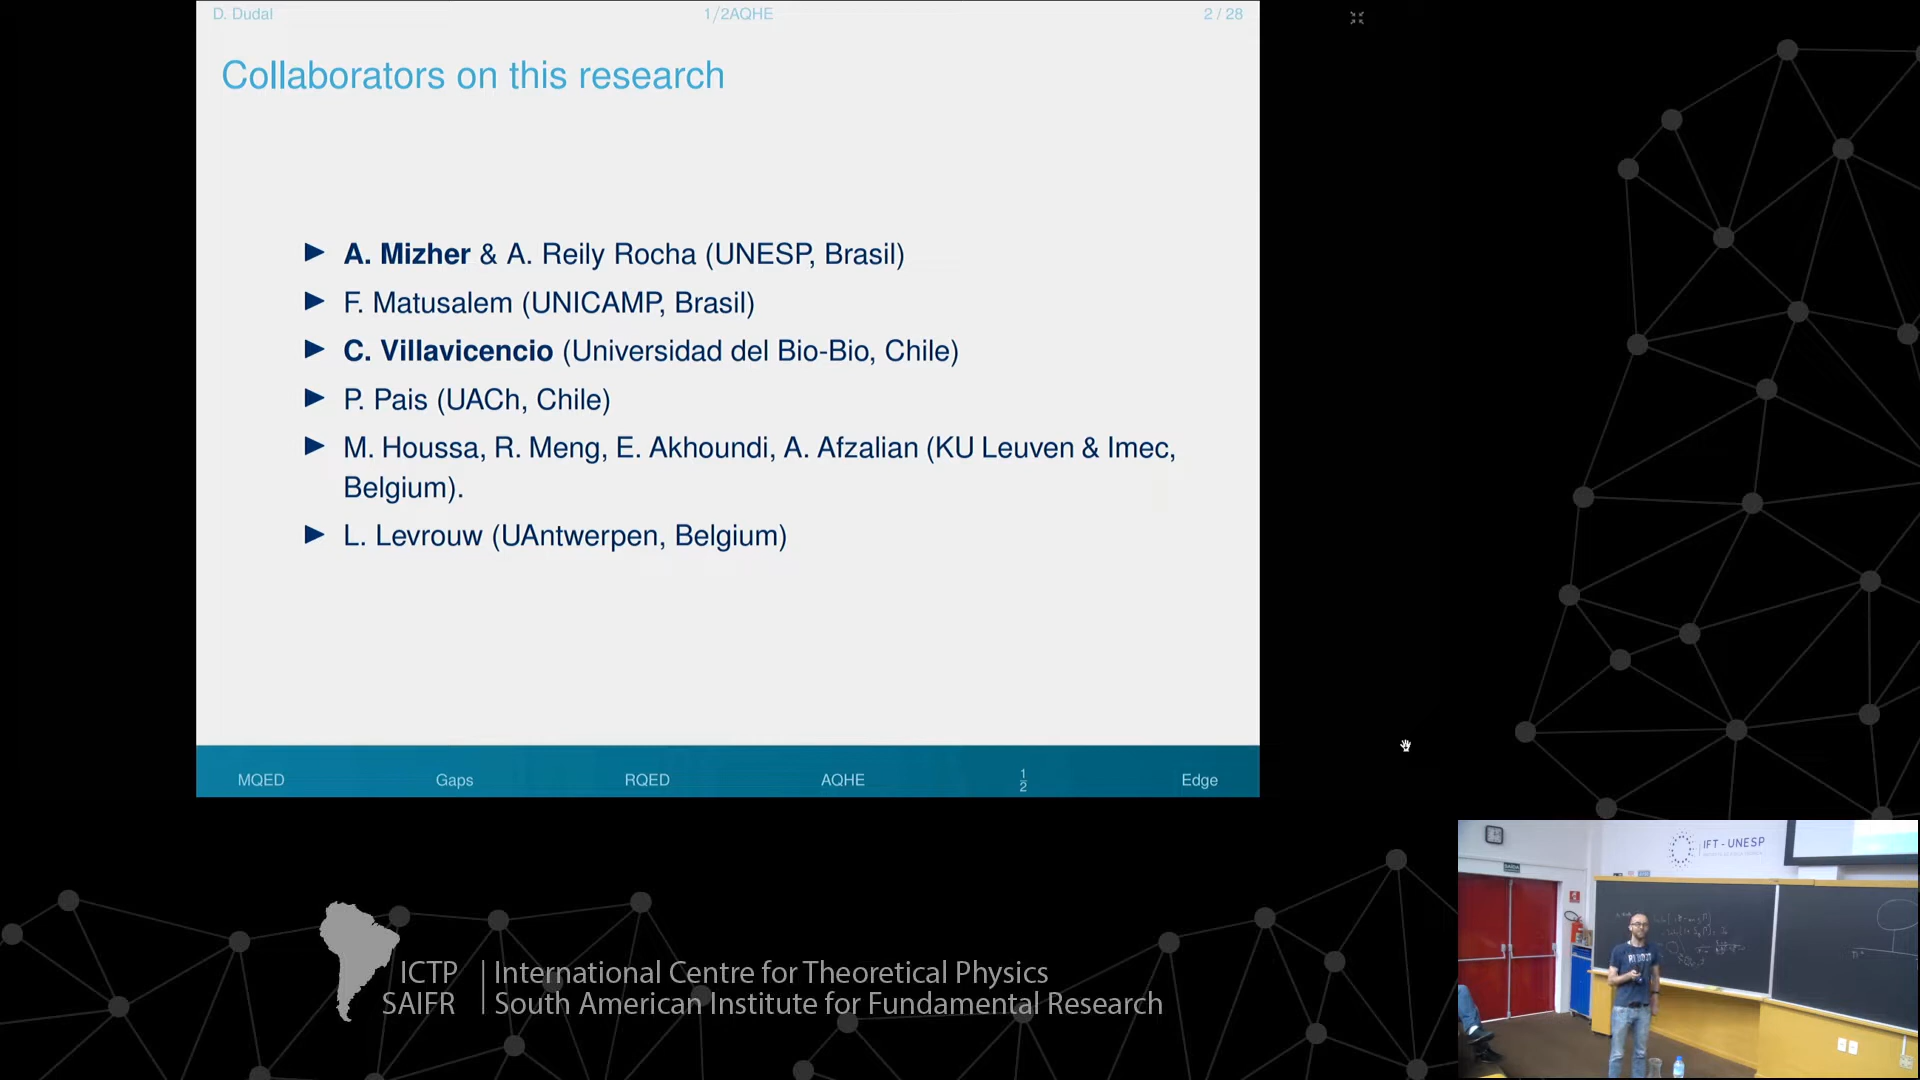 D. Dudal 1/2AQHE 2 / 28
Collaborators on this research
A. Mizher & A. Reily Rocha (UNESP, Brasil)
F. Matusalem (UNICAMP, Brasil)
C. Villavicencio (Universidad del Bio-Bio, Chile)
P. Pais (UACh, Chile)
M. Houssa, R. Meng, E. Akhoundi, A. Afzalian (KU Leuven & Imec,
Belgium).
L. Levrouw (UAntwerpen, Belgium)
MQED Gaps RQED AQHE 1/2 Edge
IFT - UNESP
ICTP International Centre for Theoretical Physics
SAIFR South American Institute for Fundamental Research